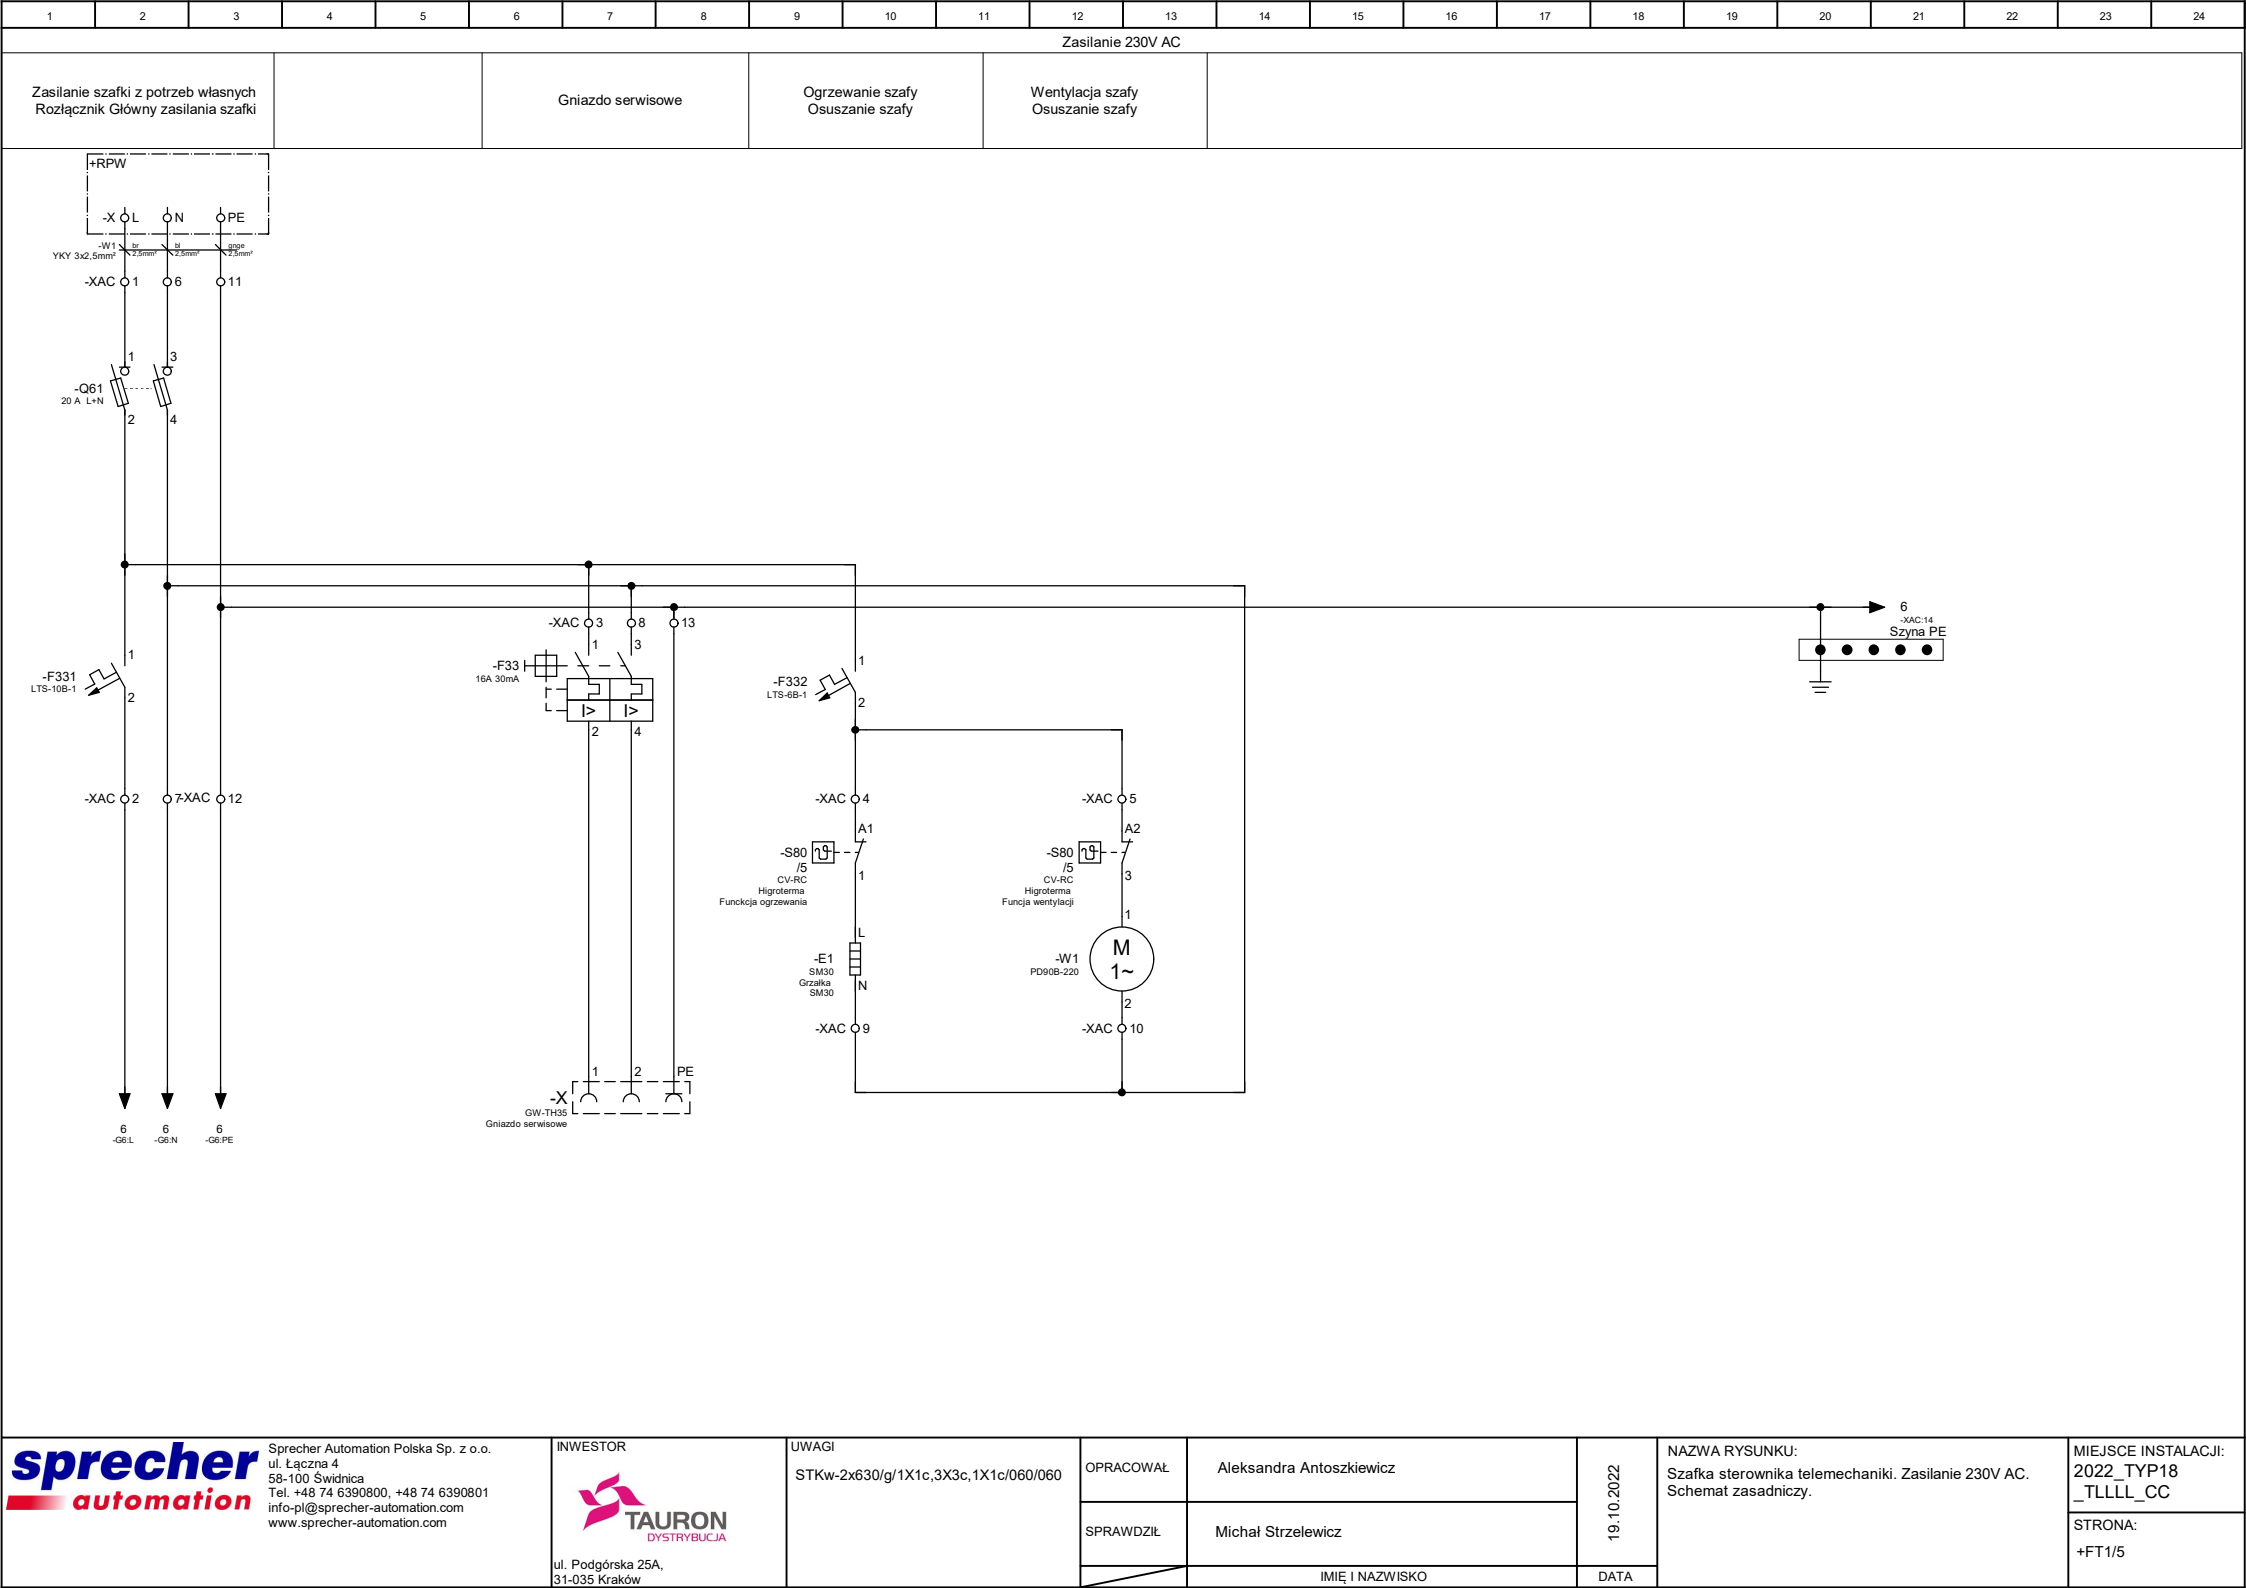 1 2 3 4 5 6 7 8 9 10 11 12 13 14 15 16 17 18 19 20 21 22 23 24
Zasilanie 230V AC
Zasilanie szafki z potrzeb własnych
Rozłącznik Główny zasilania szafki
Gniazdo serwisowe
Ogrzewanie szafy
Osuszanie szafy
Wentylacja szafy
Osuszanie szafy
+RPW
-X L N PE
-W1 br bl gnge
YKY 3x2,5mm² 2,5mm² 2,5mm² 2,5mm²
-XAC 1 6 11
1 3
-Q61
20 A L+N
2 4
6
-XAC:14
Szyna PE
-XAC 3 8 13
1 3
-F33
16A 30mA
I> I>
2 4
1
-F331
LTS-10B-1
2
1
-F332
LTS-6B-1
2
-XAC 2 7 -XAC 12
-XAC 4
-XAC 5
A1
-S80
/5
CV-RC
Higroterma
Funckcja ogrzewania
1
A2
-S80
/5
CV-RC
Higroterma
Funcja wentylacji
3
L
-E1
SM30
Grzałka
SM30
N
1
M
1~
-W1
PD90B-220
2
-XAC 9
-XAC 10
1 2 PE
-X
GW-TH35
Gniazdo serwisowe
6 6 6
-G6:L -G6:N -G6:PE
sprecher
automation
Sprecher Automation Polska Sp. z o.o.
ul. Łączna 4
58-100 Świdnica
Tel. +48 74 6390800, +48 74 6390801
info-pl@sprecher-automation.com
www.sprecher-automation.com
INWESTOR
TAURON
DYSTRYBUCJA
ul. Podgórska 25A,
31-035 Kraków
UWAGI
STKw-2x630/g/1X1c,3X3c,1X1c/060/060
OPRACOWAŁ Aleksandra Antoszkiewicz
SPRAWDZIŁ Michał Strzelewicz
IMIĘ I NAZWISKO
19.10.2022
DATA
NAZWA RYSUNKU:
Szafka sterownika telemechaniki. Zasilanie 230V AC.
Schemat zasadniczy.
MIEJSCE INSTALACJI:
2022_TYP18
_TLLLL_CC
STRONA:
+FT1/5